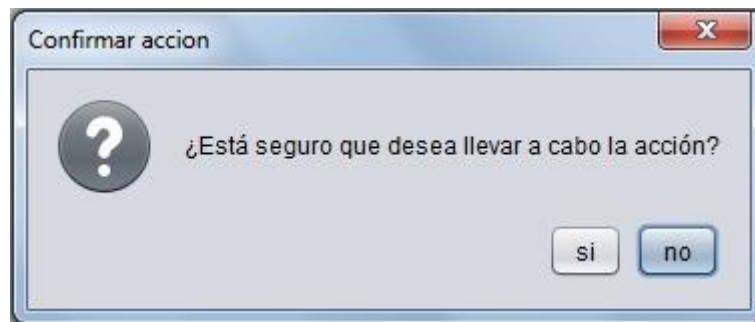 Confirmar accion
¿Está seguro que desea llevar a cabo la acción?
si no